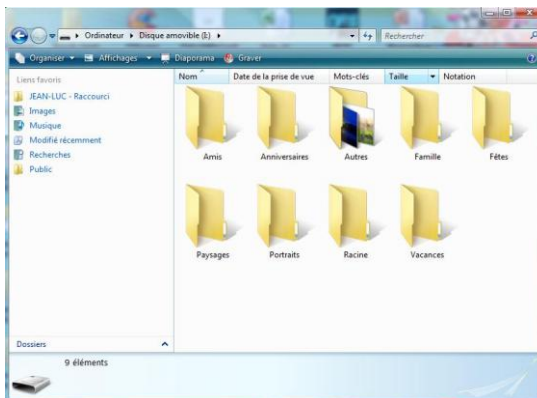 Ordinateur Disque amovible (I:) Rechercher
Organiser Affichages Diaporama Graver
Liens favoris
JEAN-LUC - Raccourci
Images
Musique
Modifié récemment
Recherches
Public
Dossiers
Nom Date de la prise de vue Mots-clés Taille Notation
Amis Anniversaires Autres Famille Fêtes
Paysages Portraits Racine Vacances
9 éléments